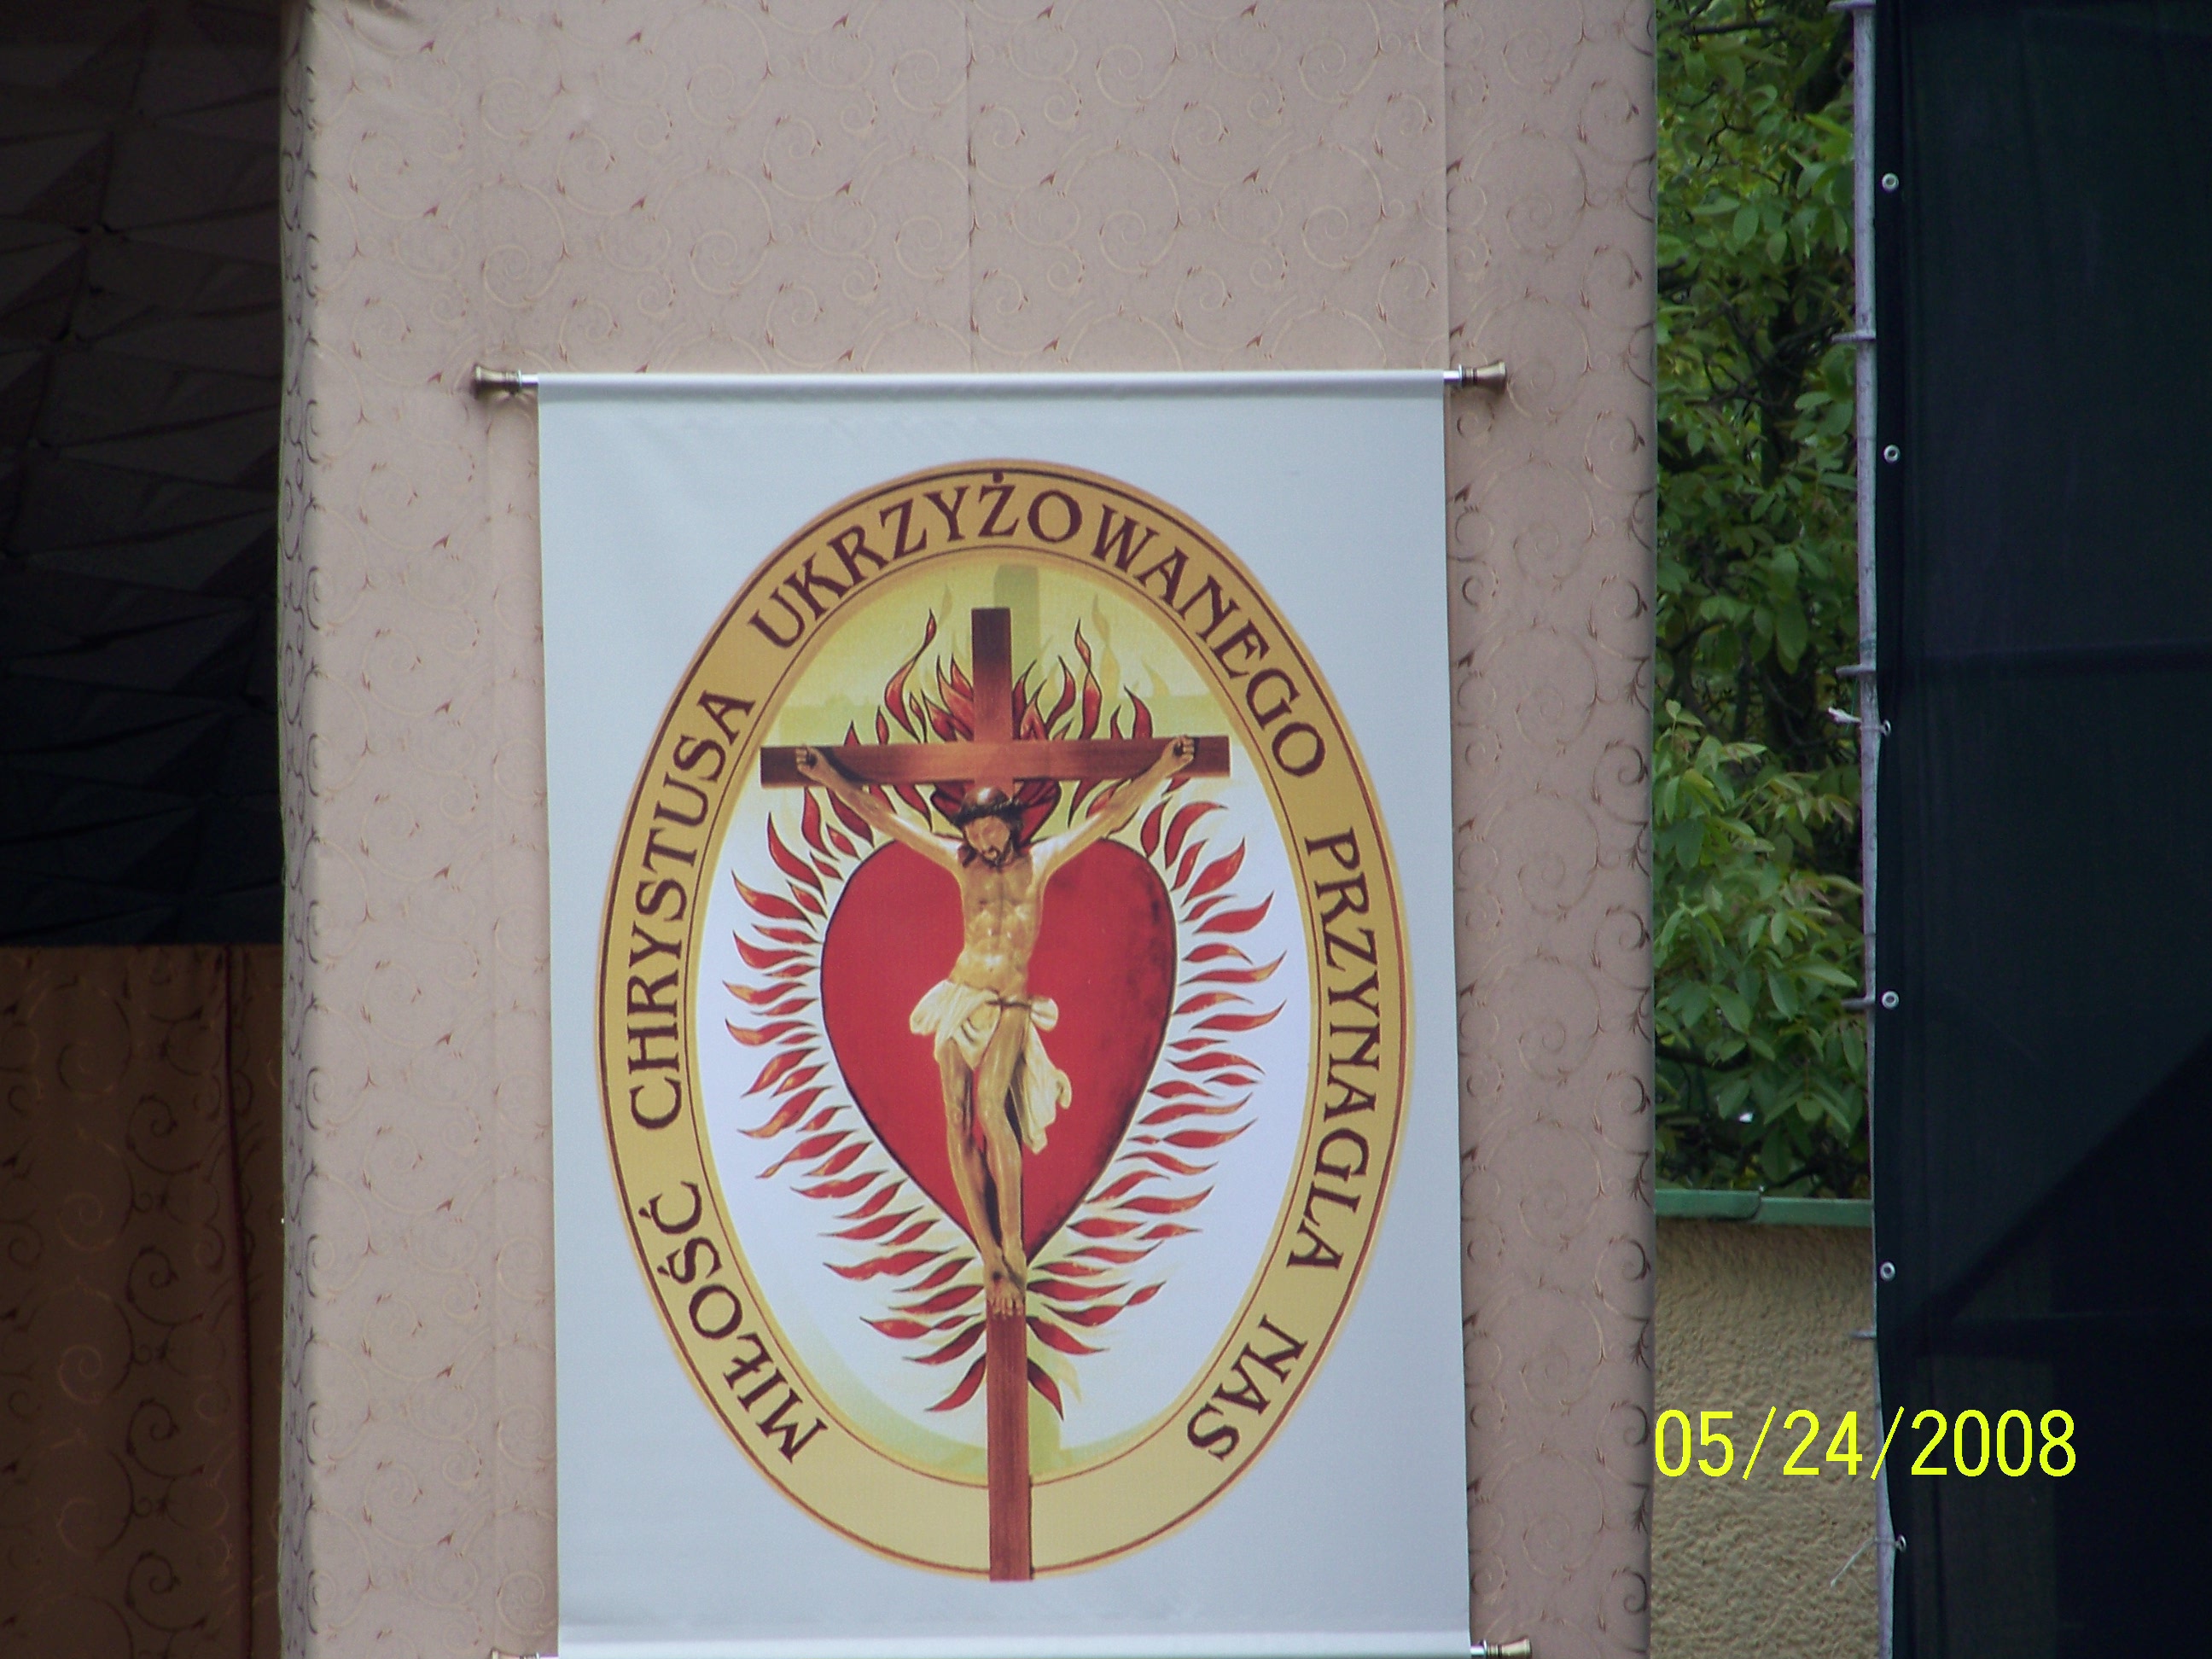 MIŁOŚĆ CHRYSTUSA UKRZYŻOWANEGO PRZYNAGLA NAS
05/24/2008